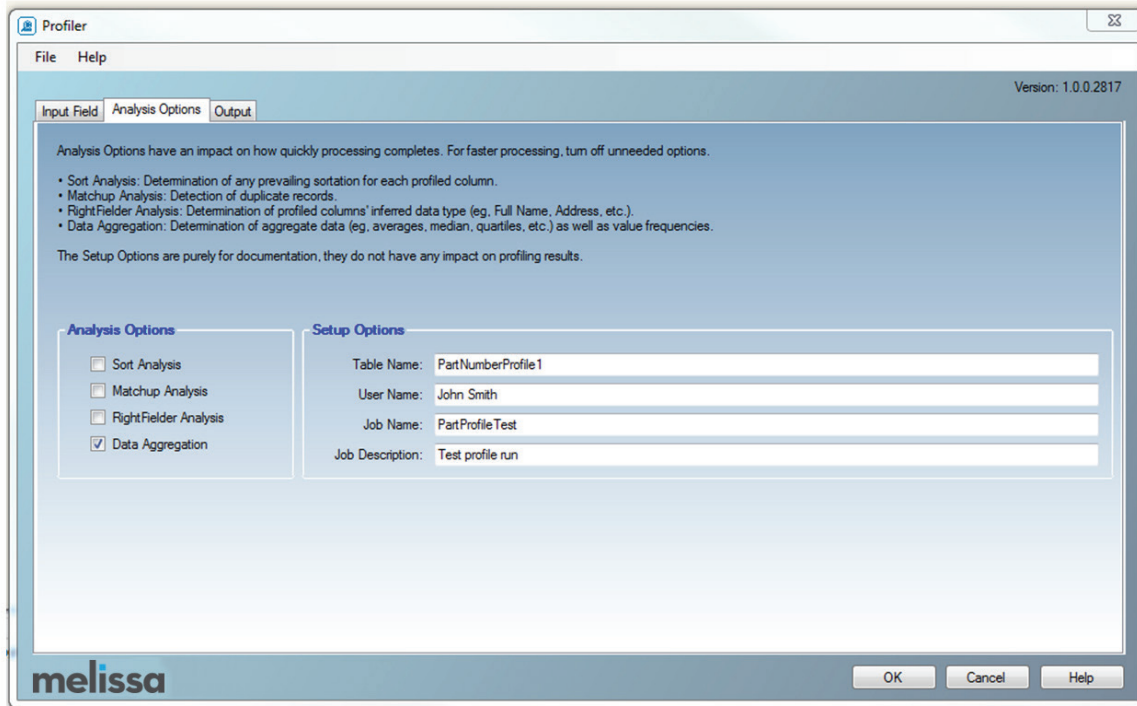 Profiler
File Help
Version: 1.0.0.2817
Input Field Analysis Options Output
Analysis Options have an impact on how quickly processing completes. For faster processing, turn off unneeded options.
• Sort Analysis: Determination of any prevailing sortation for each profiled column.
• Matchup Analysis: Detection of duplicate records.
• RightFielder Analysis: Determination of profiled columns' inferred data type (eg, Full Name, Address, etc.).
• Data Aggregation: Determination of aggregate data (eg, averages, median, quartiles, etc.) as well as value frequencies.
The Setup Options are purely for documentation, they do not have any impact on profiling results.
Analysis Options
Sort Analysis
Matchup Analysis
RightFielder Analysis
Data Aggregation
Setup Options
Table Name: PartNumberProfile1
User Name: John Smith
Job Name: PartProfileTest
Job Description: Test profile run
melissa
OK Cancel Help